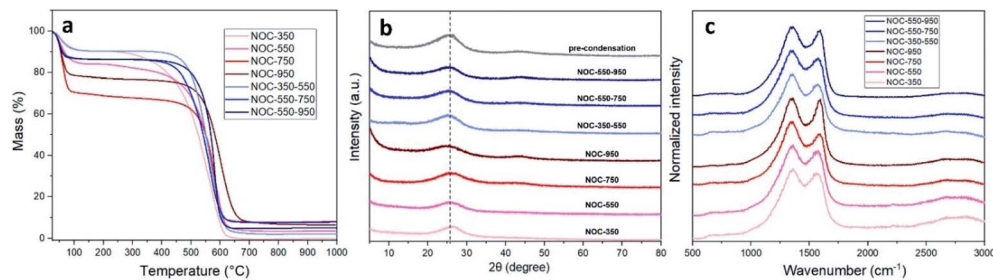 a
NOC-350
NOC-550
NOC-750
NOC-950
NOC-350-550
NOC-550-750
NOC-550-950
Mass (%)
100
80
60
40
20
0
100 200 300 400 500 600 700 800 900 1000
Temperature (°C)
b
pre-condensation
NOC-550-950
NOC-550-750
NOC-350-550
NOC-950
NOC-750
NOC-550
NOC-350
Intensity (a.u.)
10 20 30 40 50 60 70 80
2θ (degree)
c
NOC-550-950
NOC-550-750
NOC-350-550
NOC-950
NOC-750
NOC-550
NOC-350
Normalized intensity
500 1000 1500 2000 2500 3000
Wavenumber (cm-1)